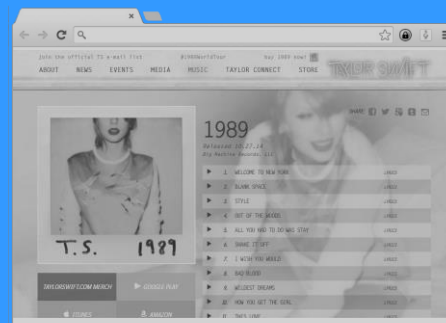 Join the official TS e-mail list #1989WorldTour buy 1989 now!
ABOUT NEWS EVENTS MEDIA MUSIC TAYLOR CONNECT STORE
TAYLOR SWIFT
SHARE
1989
Released 10.27.14
Big Machine Records, LLC
1. WELCOME TO NEW YORK LYRICS
2. BLANK SPACE LYRICS
3. STYLE LYRICS
4. OUT OF THE WOODS LYRICS
5. ALL YOU HAD TO DO WAS STAY LYRICS
6. SHAKE IT OFF LYRICS
7. I WISH YOU WOULD LYRICS
8. BAD BLOOD LYRICS
9. WILDEST DREAMS LYRICS
10. HOW YOU GET THE GIRL LYRICS
11. THIS LOVE LYRICS
T.S. 1989
TAYLORSWIFT.COM MERCH GOOGLE PLAY
ITUNES AMAZON